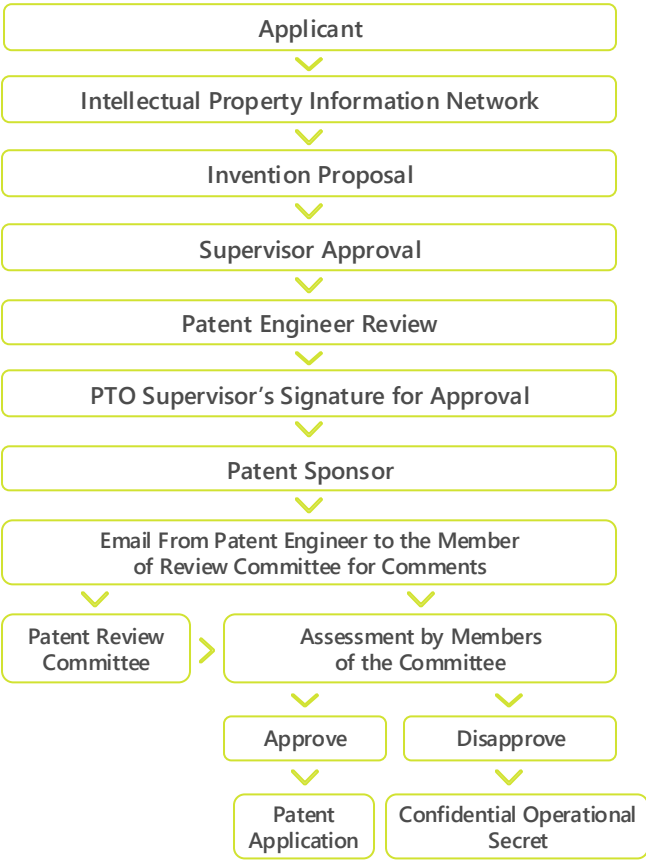 Applicant
Intellectual Property Information Network
Invention Proposal
Supervisor Approval
Patent Engineer Review
PTO Supervisor’s Signature for Approval
Patent Sponsor
Email From Patent Engineer to the Member
of Review Committee for Comments
Patent Review
Committee
Assessment by Members
of the Committee
Approve
Disapprove
Patent
Application
Confidential Operational
Secret